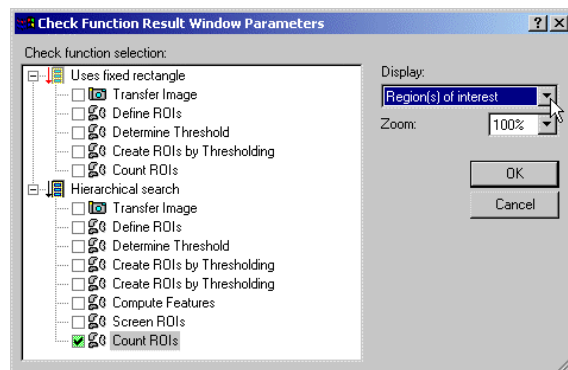 Check Function Result Window Parameters
Check function selection:
Uses fixed rectangle
Transfer Image
Define ROIs
Determine Threshold
Create ROIs by Thresholding
Count ROIs
Hierarchical search
Transfer Image
Define ROIs
Determine Threshold
Create ROIs by Thresholding
Create ROIs by Thresholding
Compute Features
Screen ROIs
Count ROIs
Display:
Region(s) of interest
Zoom: 100%
OK
Cancel